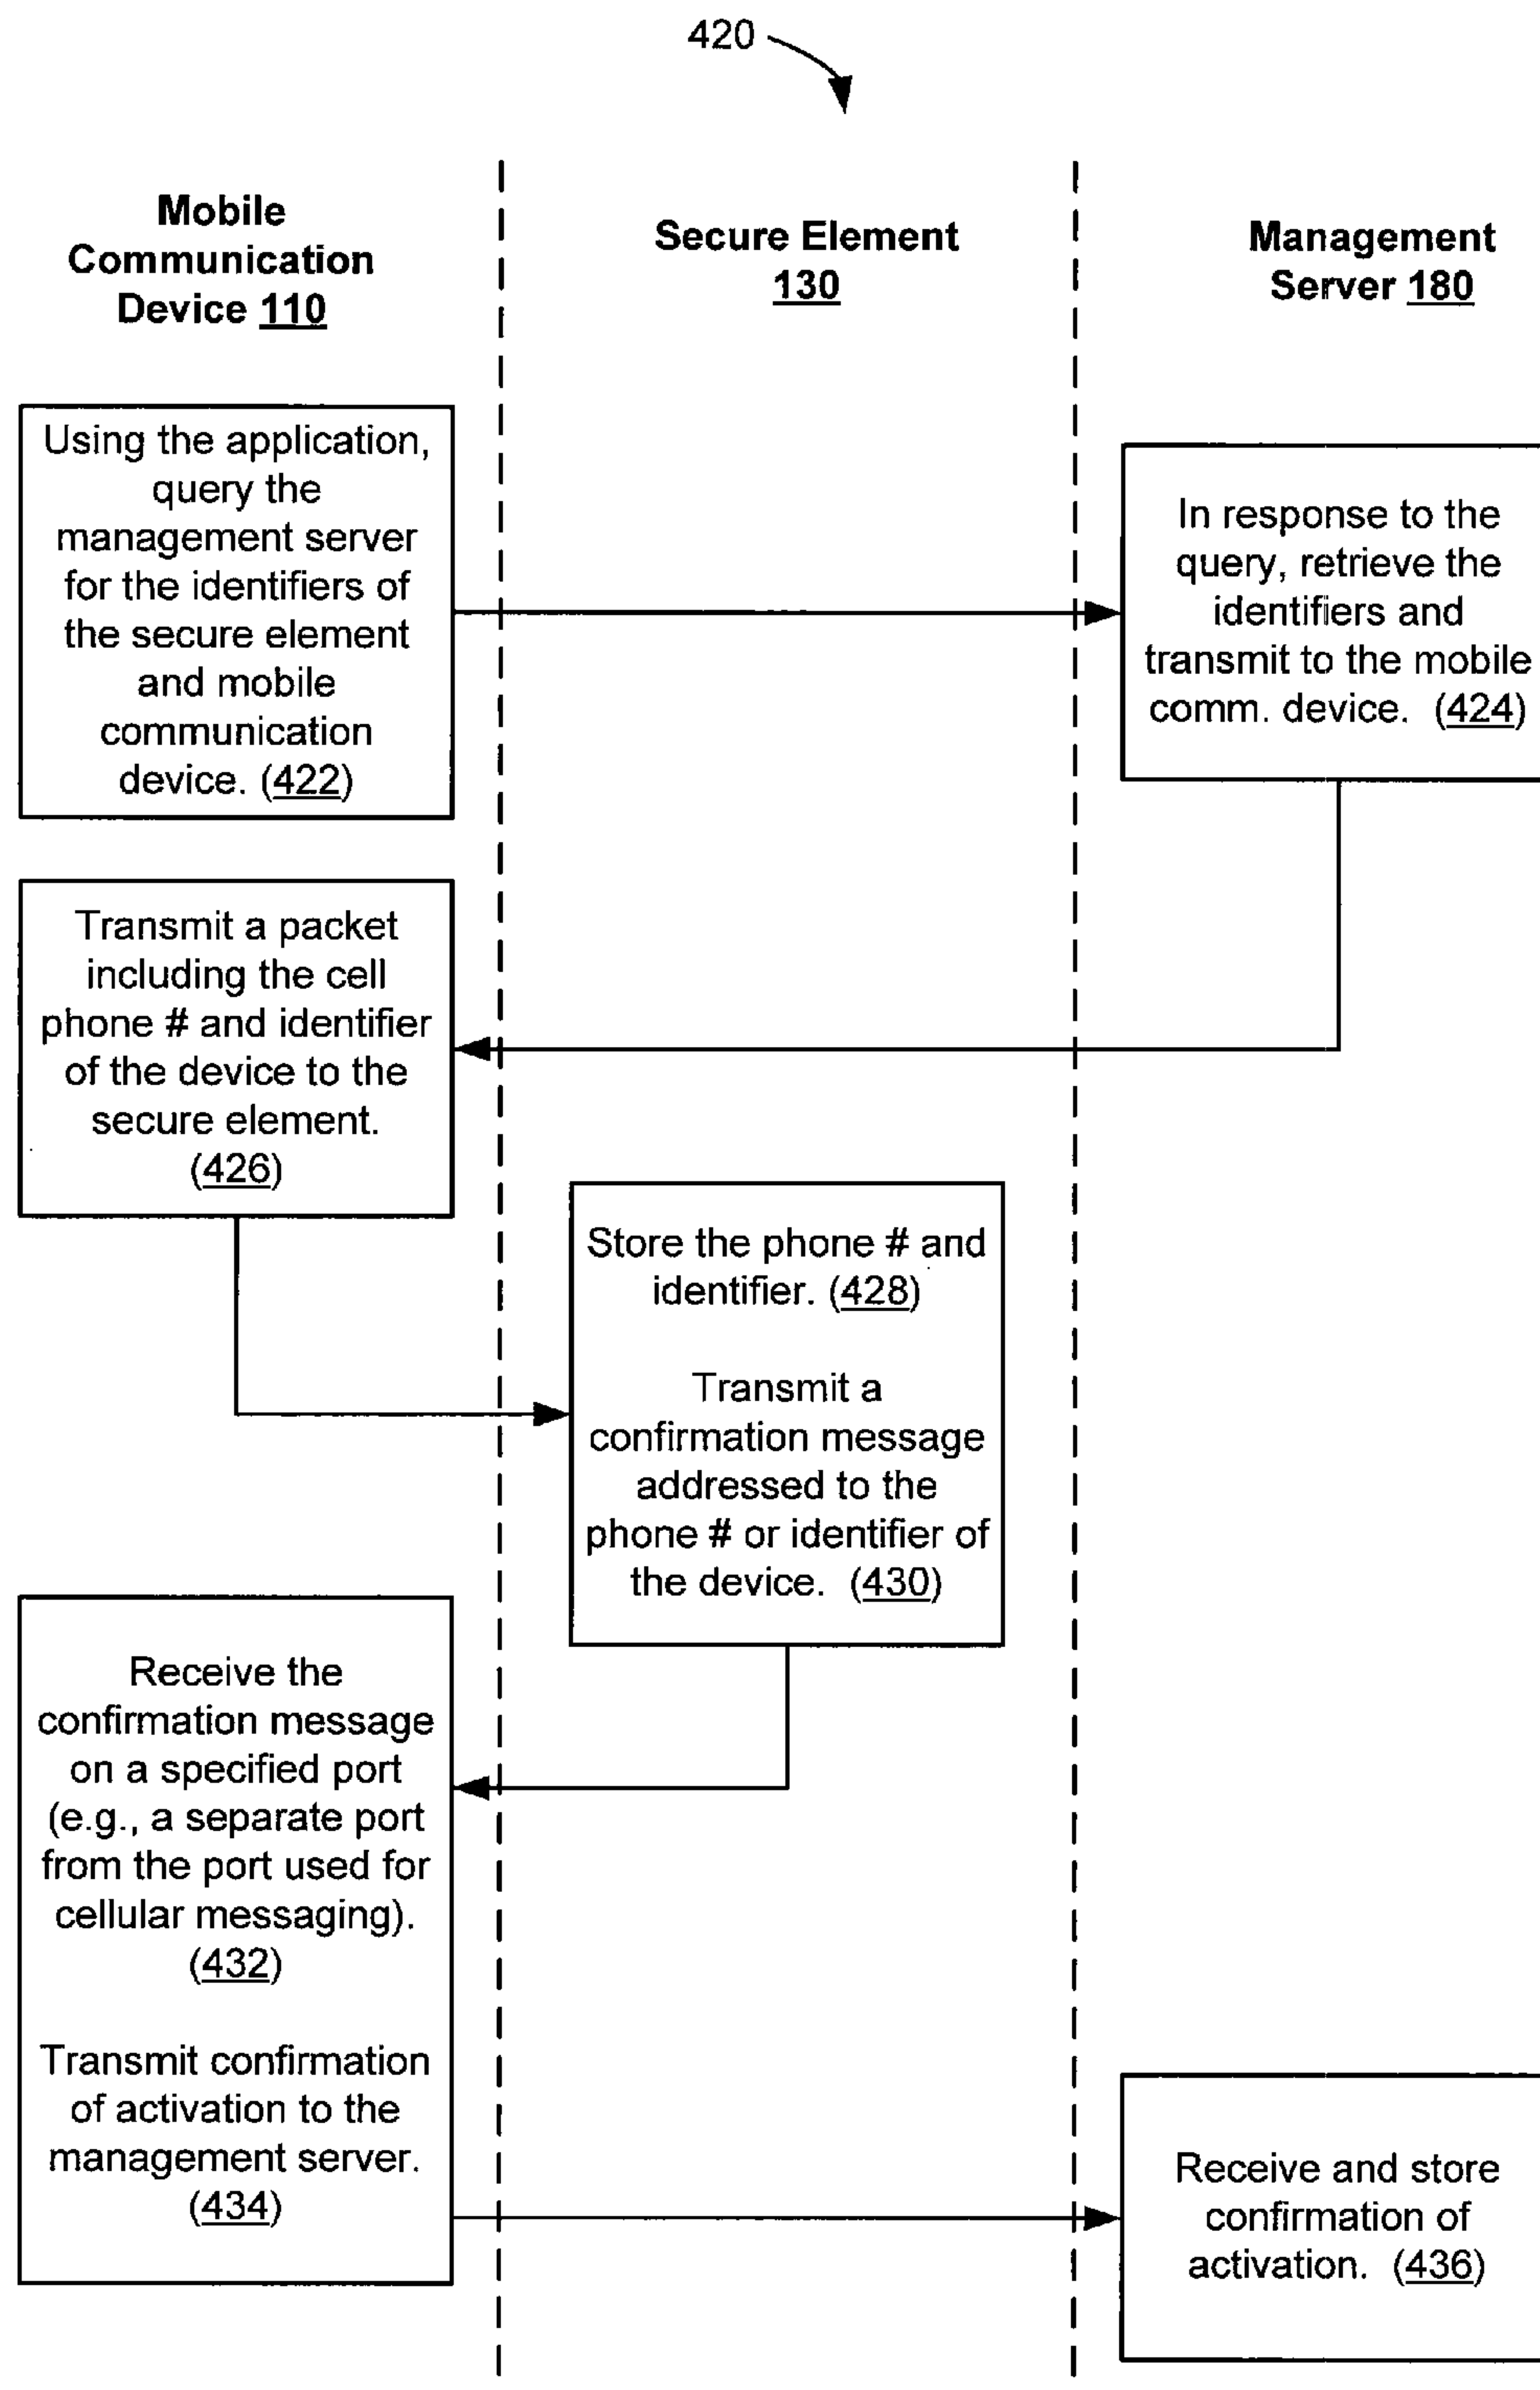 420
Mobile
Communication
Device 110
Secure Element
130
Management
Server 180
Using the application,
query the
management server
for the identifiers of
the secure element
and mobile
communication
device. (422)
In response to the
query, retrieve the
identifiers and
transmit to the mobile
comm. device. (424)
Transmit a packet
including the cell
phone # and identifier
of the device to the
secure element.
(426)
Store the phone # and
identifier. (428)
Transmit a
confirmation message
addressed to the
phone # or identifier of
the device. (430)
Receive the
confirmation message
on a specified port
(e.g., a separate port
from the port used for
cellular messaging).
(432)
Transmit confirmation
of activation to the
management server.
(434)
Receive and store
confirmation of
activation. (436)